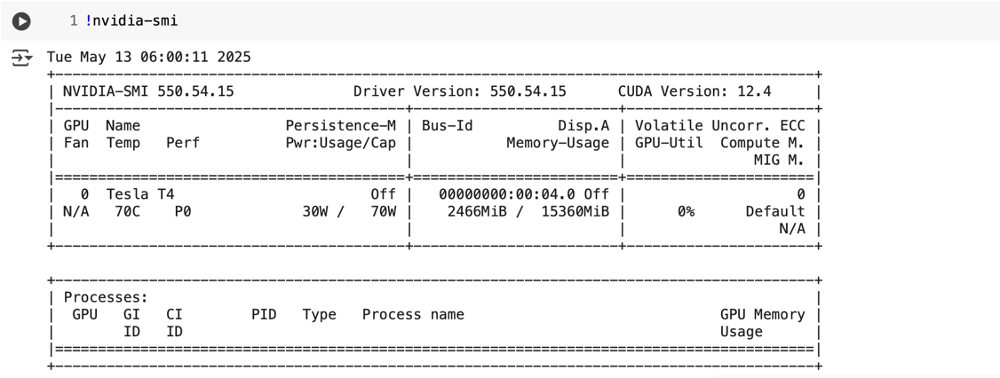 1 !nvidia-smi
Tue May 13 06:00:11 2025
+-----------------------------------------------------------------------------------------+
| NVIDIA-SMI 550.54.15              Driver Version: 550.54.15      CUDA Version: 12.4     |
|-----------------------------------------+------------------------+----------------------+
| GPU  Name                 Persistence-M | Bus-Id          Disp.A | Volatile Uncorr. ECC |
| Fan  Temp   Perf          Pwr:Usage/Cap |           Memory-Usage | GPU-Util  Compute M. |
|                                         |                        |               MIG M. |
|=========================================+========================+======================|
|   0  Tesla T4                       Off |   00000000:00:04.0 Off |                    0 |
| N/A   70C    P0             30W /   70W |    2466MiB /  15360MiB |      0%      Default |
|                                         |                        |                  N/A |
+-----------------------------------------+------------------------+----------------------+

+-----------------------------------------------------------------------------------------+
| Processes:                                                                              |
|  GPU   GI   CI        PID   Type   Process name                              GPU Memory |
|        ID   ID                                                               Usage      |
|=========================================================================================|
+-----------------------------------------------------------------------------------------+